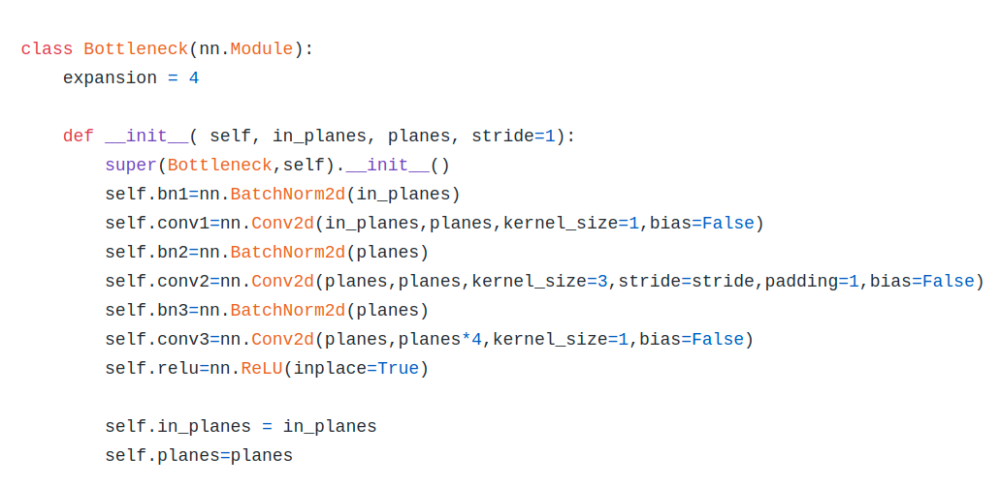 class Bottleneck(nn.Module):
    expansion = 4

    def __init__( self, in_planes, planes, stride=1):
        super(Bottleneck,self).__init__()
        self.bn1=nn.BatchNorm2d(in_planes)
        self.conv1=nn.Conv2d(in_planes,planes,kernel_size=1,bias=False)
        self.bn2=nn.BatchNorm2d(planes)
        self.conv2=nn.Conv2d(planes,planes,kernel_size=3,stride=stride,padding=1,bias=False)
        self.bn3=nn.BatchNorm2d(planes)
        self.conv3=nn.Conv2d(planes,planes*4,kernel_size=1,bias=False)
        self.relu=nn.ReLU(inplace=True)

        self.in_planes = in_planes
        self.planes=planes